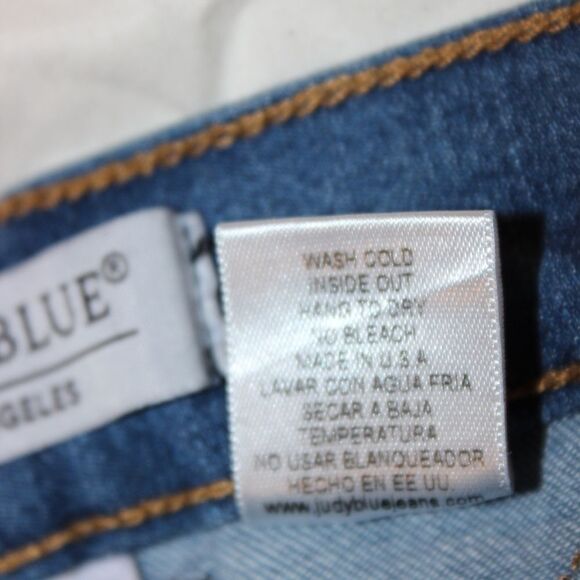 BLUE®
GELES
WASH COLD
INSIDE OUT
HANG TO DRY
NO BLEACH
MADE IN U.S.A
LAVAR CON AGUA FRIA
SECAR A BAJA
TEMPERATURA
NO USAR BLANQUEADOR
HECHO EN EE UU.
www.judybluejeans.com